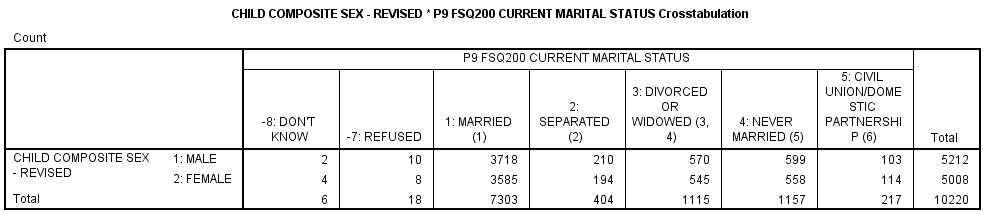 CHILD COMPOSITE SEX - REVISED * P9 FSQ200 CURRENT MARITAL STATUS Crosstabulation
Count
P9 FSQ200 CURRENT MARITAL STATUS
-8: DON'T KNOW
-7: REFUSED
1: MARRIED (1)
2: SEPARATED (2)
3: DIVORCED OR WIDOWED (3, 4)
4: NEVER MARRIED (5)
5: CIVIL UNION/DOME STIC PARTNERSHI P (6)
Total
CHILD COMPOSITE SEX - REVISED
1: MALE 2 10 3718 210 570 599 103 5212
2: FEMALE 4 8 3585 194 545 558 114 5008
Total 6 18 7303 404 1115 1157 217 10220